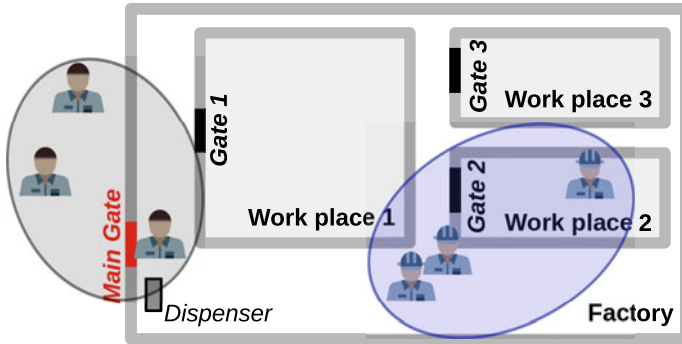 Gate 3
Gate 1
Work place 3
Gate 2
Work place 1
Work place 2
Main Gate
Dispenser
Factory